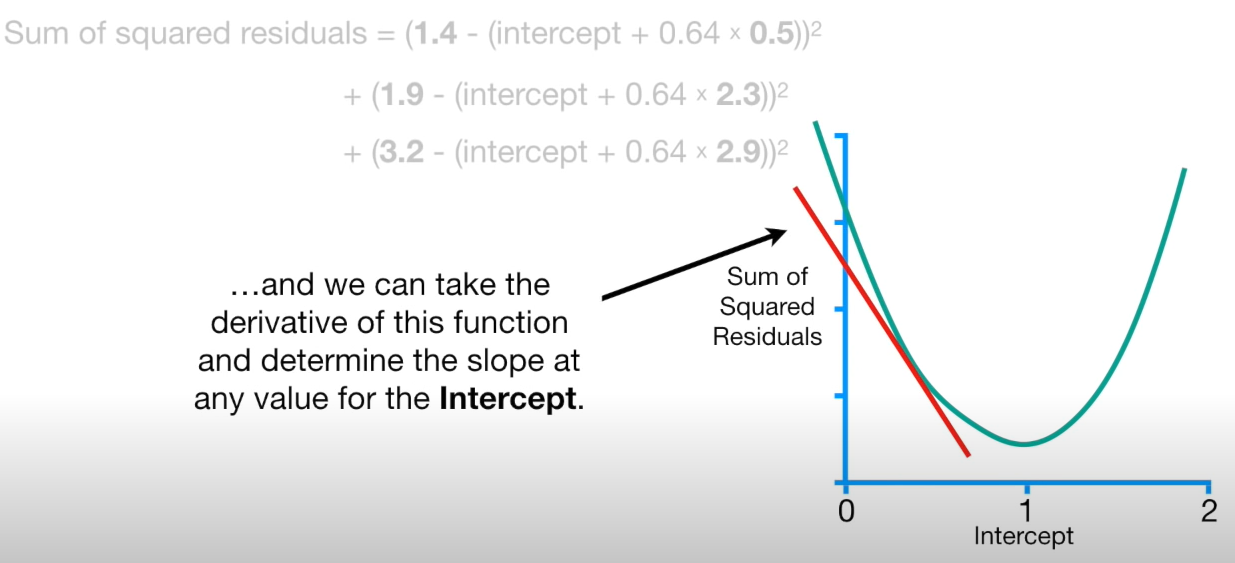 Sum of squared residuals = (1.4 - (intercept + 0.64 × 0.5))²
+ (1.9 - (intercept + 0.64 × 2.3))²
+ (3.2 - (intercept + 0.64 × 2.9))²
…and we can take the
derivative of this function
and determine the slope at
any value for the Intercept.
Sum of
Squared
Residuals
0 1 2
Intercept